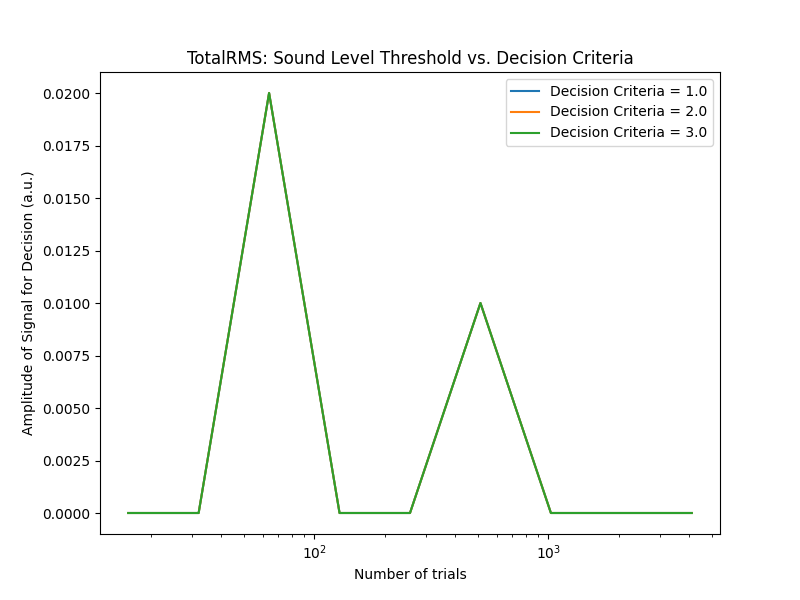 TotalRMS: Sound Level Threshold vs. Decision Criteria
Decision Criteria = 1.0
Decision Criteria = 2.0
Decision Criteria = 3.0
0.0200
0.0175
0.0150
0.0125
0.0100
0.0075
0.0050
0.0025
0.0000
Amplitude of Signal for Decision (a.u.)
10² 10³
Number of trials